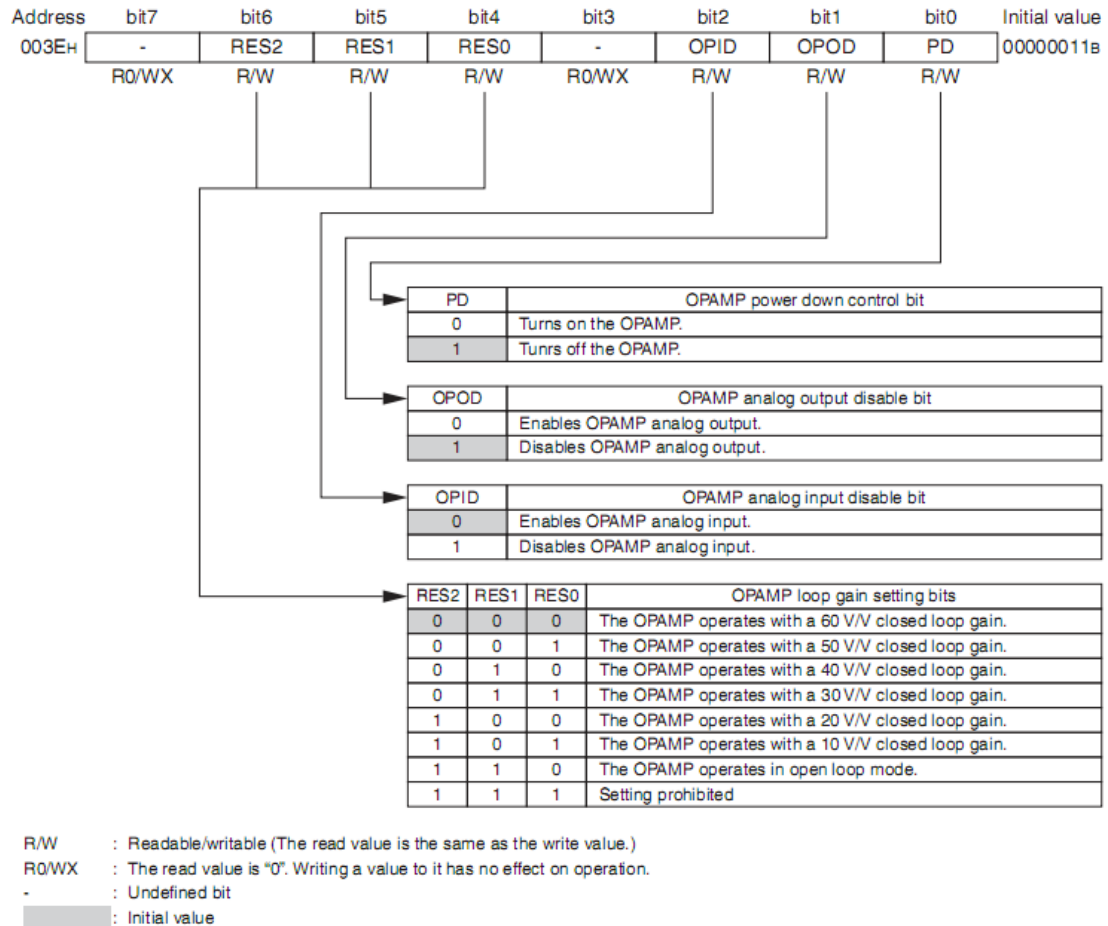 Address bit7 bit6 bit5 bit4 bit3 bit2 bit1 bit0 Initial value
003EH - RES2 RES1 RES0 - OPID OPOD PD 00000011B
R0/WX R/W R/W R/W R0/WX R/W R/W R/W
PD OPAMP power down control bit
0 Turns on the OPAMP.
1 Tunrs off the OPAMP.
OPOD OPAMP analog output disable bit
0 Enables OPAMP analog output.
1 Disables OPAMP analog output.
OPID OPAMP analog input disable bit
0 Enables OPAMP analog input.
1 Disables OPAMP analog input.
RES2 RES1 RES0 OPAMP loop gain setting bits
0 0 0 The OPAMP operates with a 60 V/V closed loop gain.
0 0 1 The OPAMP operates with a 50 V/V closed loop gain.
0 1 0 The OPAMP operates with a 40 V/V closed loop gain.
0 1 1 The OPAMP operates with a 30 V/V closed loop gain.
1 0 0 The OPAMP operates with a 20 V/V closed loop gain.
1 0 1 The OPAMP operates with a 10 V/V closed loop gain.
1 1 0 The OPAMP operates in open loop mode.
1 1 1 Setting prohibited
R/W : Readable/writable (The read value is the same as the write value.)
R0/WX : The read value is “0”. Writing a value to it has no effect on operation.
- : Undefined bit
: Initial value